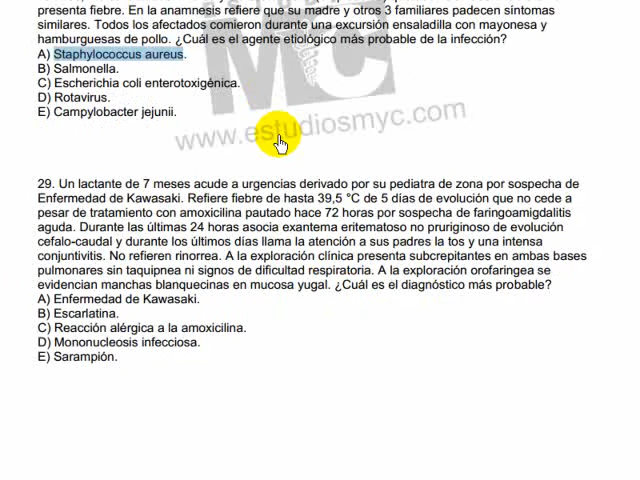 presenta fiebre. En la anamnesis refiere que su madre y otros 3 familiares padecen síntomas
similares. Todos los afectados comieron durante una excursión ensaladilla con mayonesa y
hamburguesas de pollo. ¿Cuál es el agente etiológico más probable de la infección?
A) Staphylococcus aureus.
B) Salmonella.
C) Escherichia coli enterotoxigénica.
D) Rotavirus.
E) Campylobacter jejunii.
MC
www.estudiosmyc.com
29. Un lactante de 7 meses acude a urgencias derivado por su pediatra de zona por sospecha de
Enfermedad de Kawasaki. Refiere fiebre de hasta 39,5 °C de 5 días de evolución que no cede a
pesar de tratamiento con amoxicilina pautado hace 72 horas por sospecha de faringoamigdalitis
aguda. Durante las últimas 24 horas asocia exantema eritematoso no pruriginoso de evolución
cefalo-caudal y durante los últimos días llama la atención a sus padres la tos y una intensa
conjuntivitis. No refieren rinorrea. A la exploración clínica presenta subcrepitantes en ambas bases
pulmonares sin taquipnea ni signos de dificultad respiratoria. A la exploración orofaringea se
evidencian manchas blanquecinas en mucosa yugal. ¿Cuál es el diagnóstico más probable?
A) Enfermedad de Kawasaki.
B) Escarlatina.
C) Reacción alérgica a la amoxicilina.
D) Mononucleosis infecciosa.
E) Sarampión.